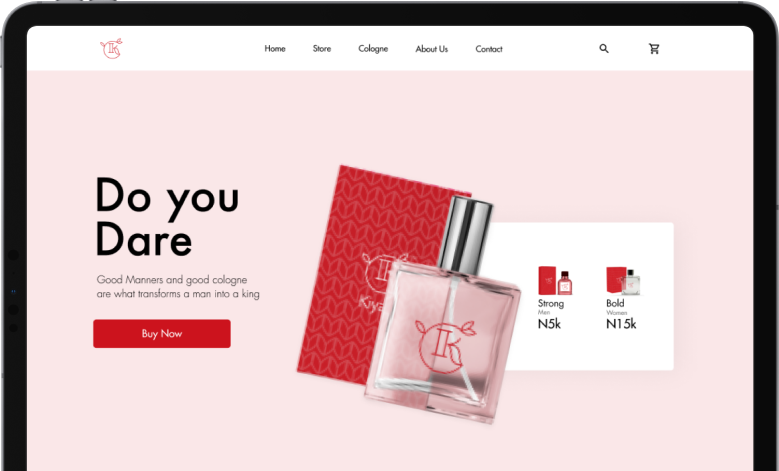 Home Store Cologne About Us Contact
Do you
Dare
Good Manners and good cologne
are what transforms a man into a king
Buy Now
Strong
Men
N5k
Bold
Women
N15k